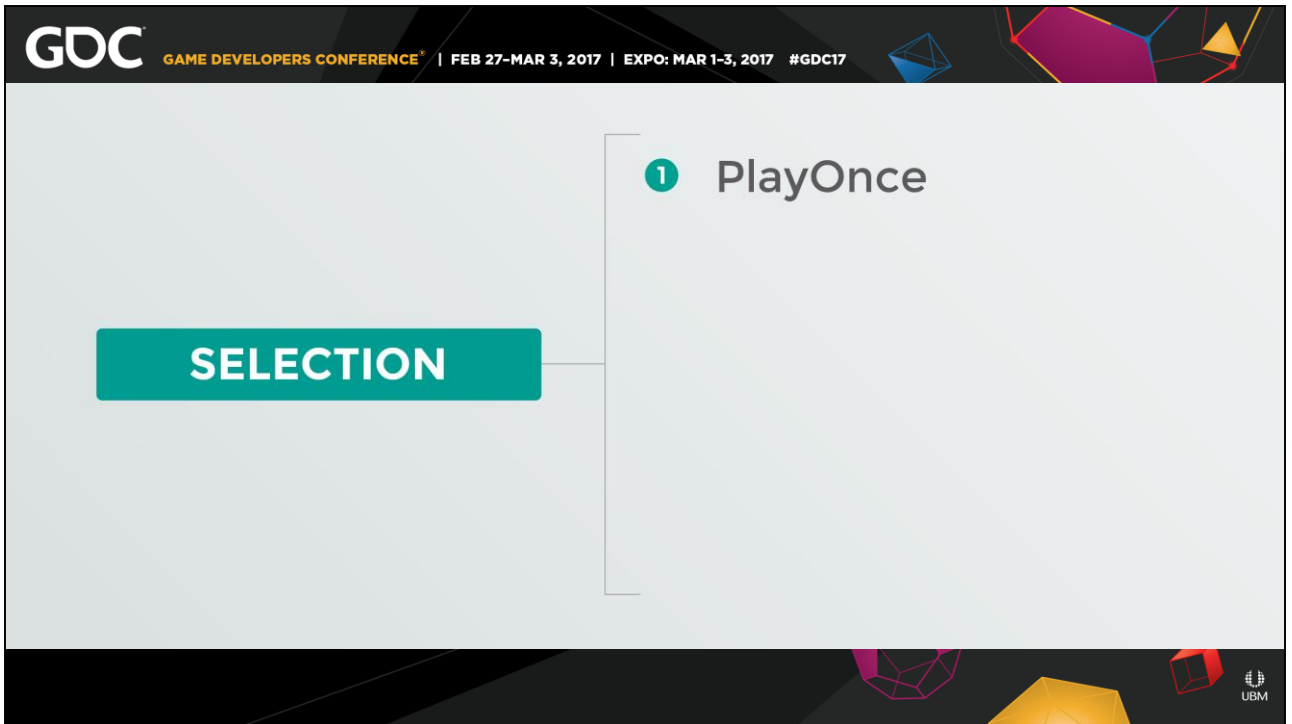 GDC GAME DEVELOPERS CONFERENCE® | FEB 27–MAR 3, 2017 | EXPO: MAR 1–3, 2017 #GDC17
1 PlayOnce
SELECTION
UBM